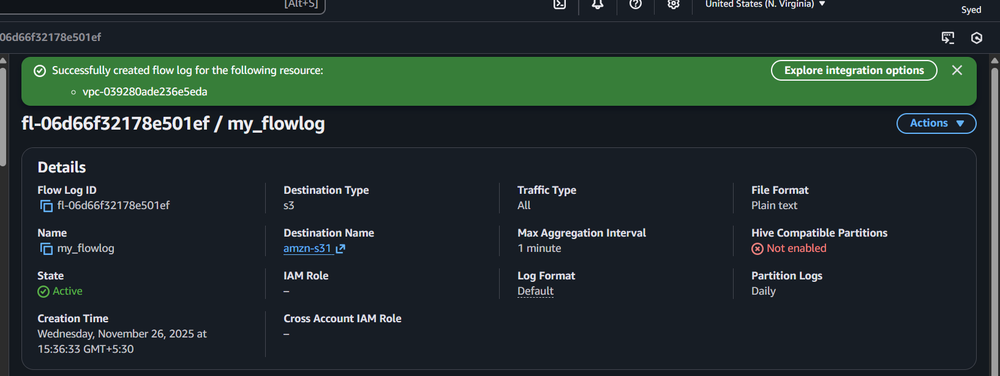 [Alt+S]
United States (N. Virginia)
Syed
06d66f32178e501ef
Successfully created flow log for the following resource:
Explore integration options
vpc-039280ade236e5eda
fl-06d66f32178e501ef / my_flowlog
Actions
Details
Flow Log ID
fl-06d66f32178e501ef
Destination Type
s3
Traffic Type
All
File Format
Plain text
Name
my_flowlog
Destination Name
amzn-s31
Max Aggregation Interval
1 minute
Hive Compatible Partitions
Not enabled
State
Active
IAM Role
–
Log Format
Default
Partition Logs
Daily
Creation Time
Wednesday, November 26, 2025 at
15:36:33 GMT+5:30
Cross Account IAM Role
–